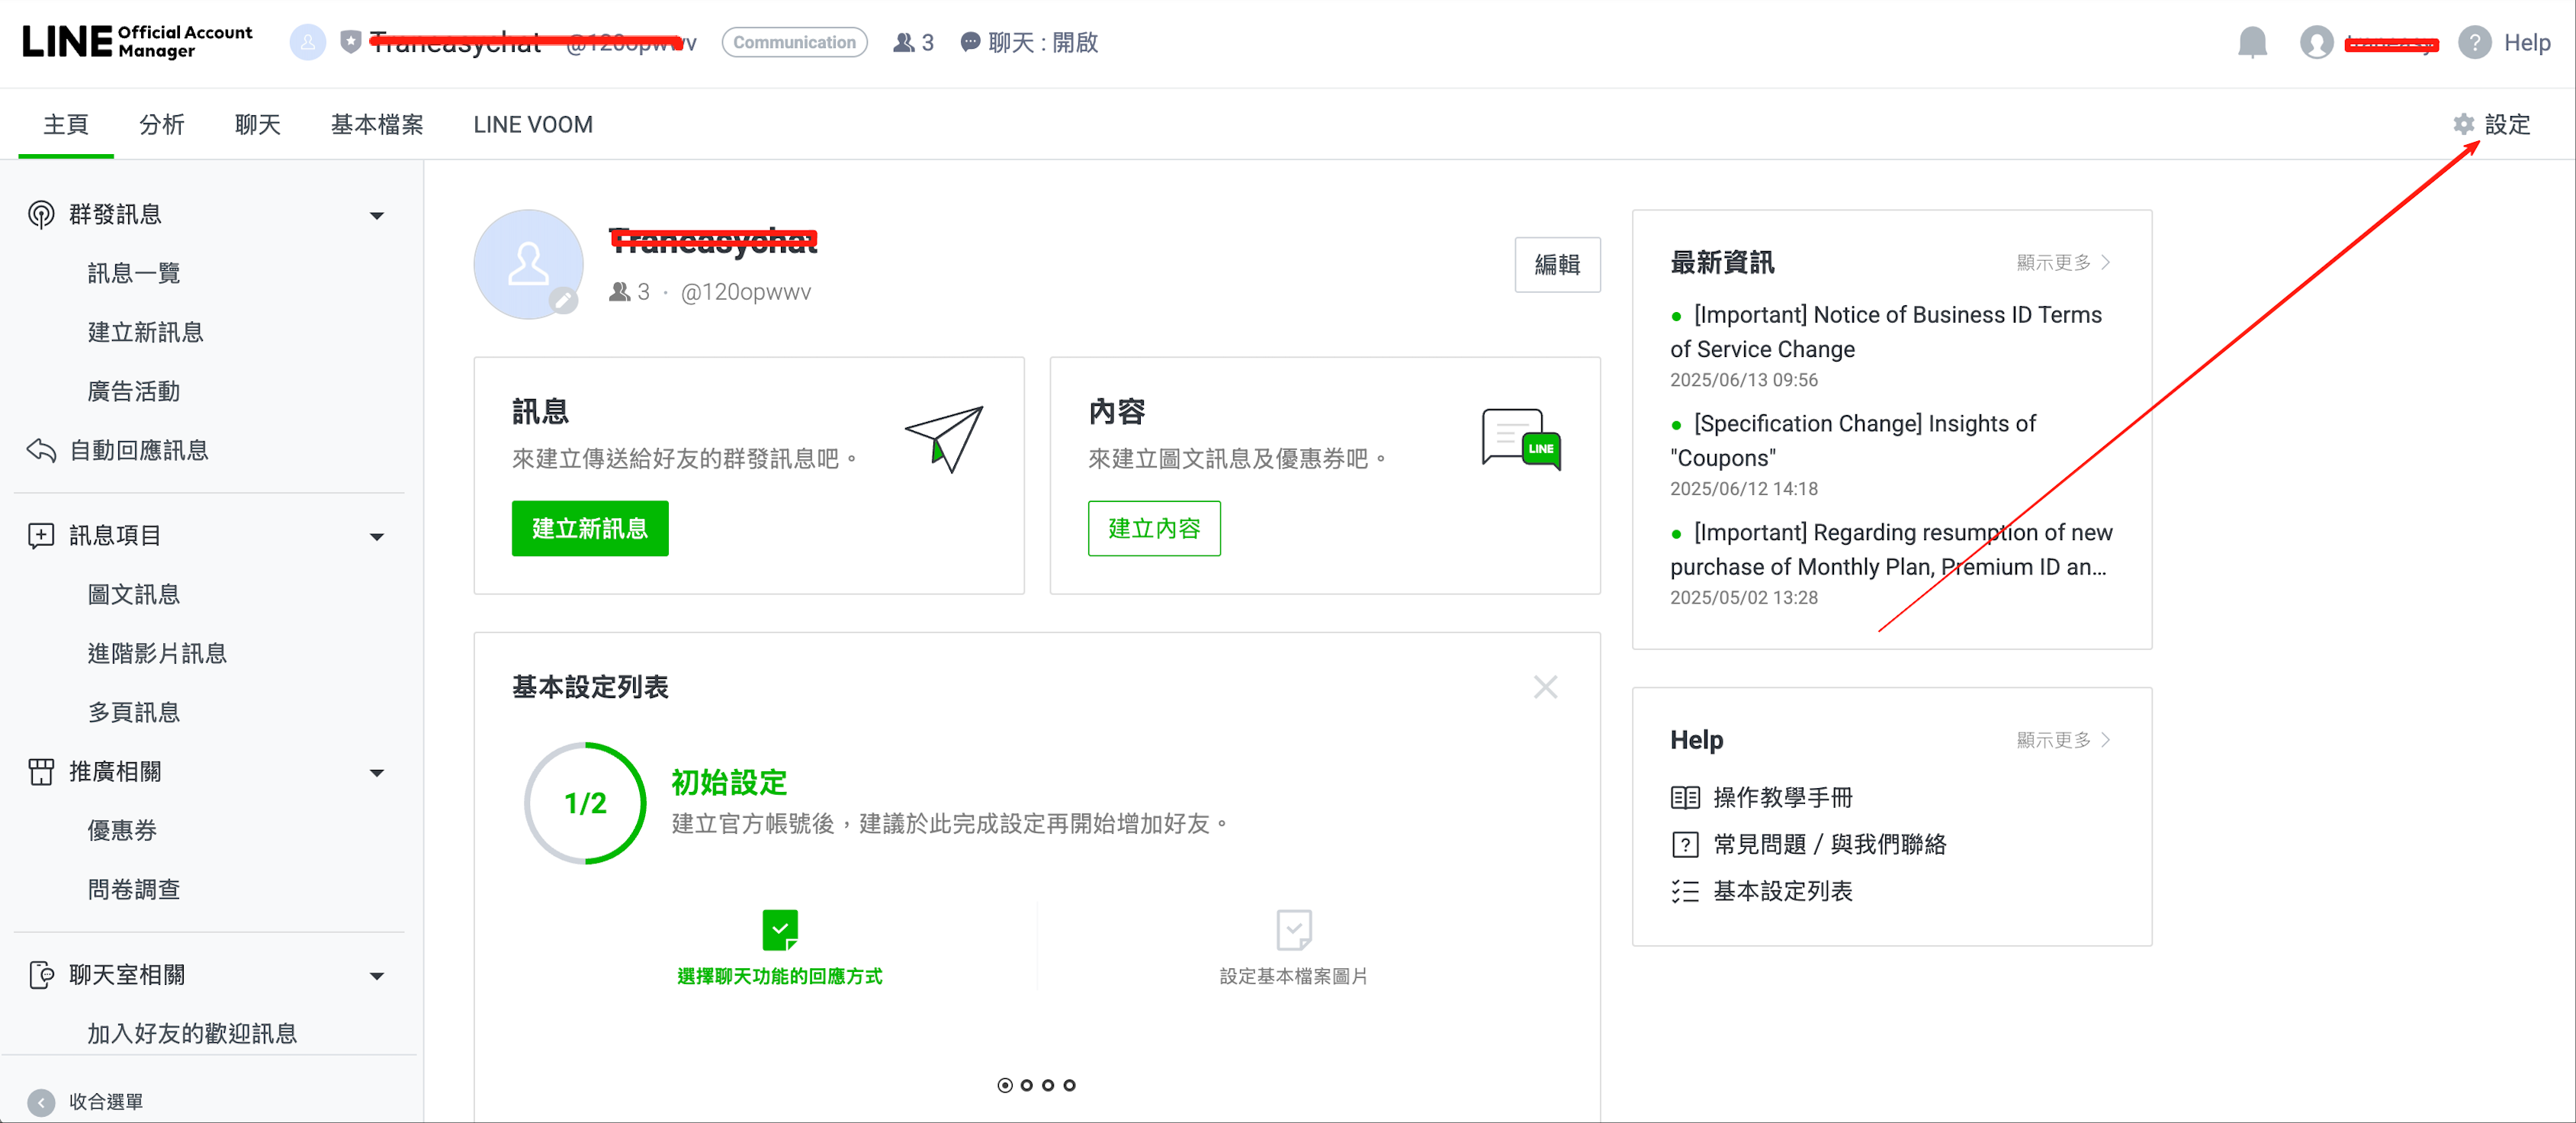 LINE Official Account Manager
Communication
3
聊天 : 開啟
Help
主頁
分析
聊天
基本檔案
LINE VOOM
設定
群發訊息
訊息一覽
建立新訊息
廣告活動
自動回應訊息
訊息項目
圖文訊息
進階影片訊息
多頁訊息
推廣相關
優惠券
問卷調查
聊天室相關
加入好友的歡迎訊息
收合選單
Traneasychat
3 · @120opwwv
編輯
訊息
來建立傳送給好友的群發訊息吧。
建立新訊息
內容
來建立圖文訊息及優惠券吧。
LINE
建立內容
基本設定列表
1/2
初始設定
建立官方帳號後，建議於此完成設定再開始增加好友。
選擇聊天功能的回應方式
設定基本檔案圖片
最新資訊
顯示更多
[Important] Notice of Business ID Terms
of Service Change
2025/06/13 09:56
[Specification Change] Insights of
"Coupons"
2025/06/12 14:18
[Important] Regarding resumption of new
purchase of Monthly Plan, Premium ID an...
2025/05/02 13:28
Help
顯示更多
操作教學手冊
常見問題 / 與我們聯絡
基本設定列表